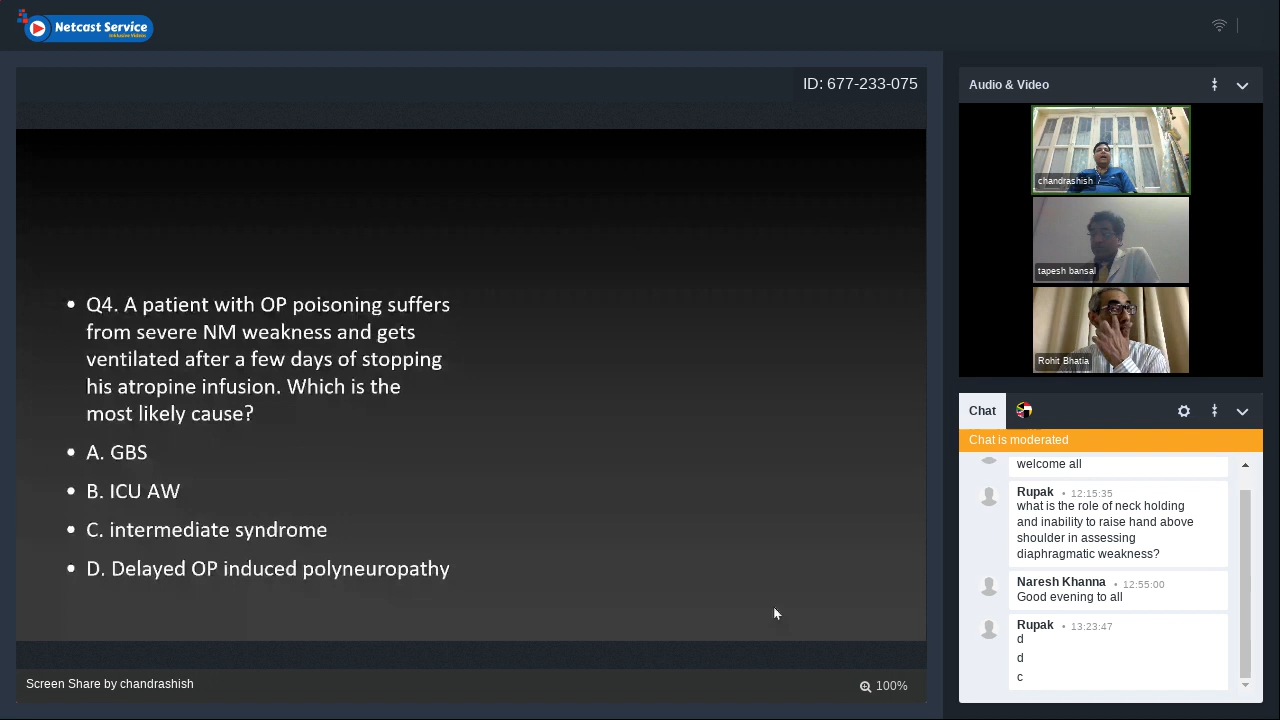 Netcast Service
Inklusive Videos
ID: 677-233-075
• Q4. A patient with OP poisoning suffers
from severe NM weakness and gets
ventilated after a few days of stopping
his atropine infusion. Which is the
most likely cause?
• A. GBS
• B. ICU AW
• C. intermediate syndrome
• D. Delayed OP induced polyneuropathy
Screen Share by chandrashish
100%
Audio & Video
chandrashish
tapesh bansal
Rohit Bhatia
Chat
Chat is moderated
welcome all
Rupak • 12:15:35
what is the role of neck holding
and inability to raise hand above
shoulder in assessing
diaphragmatic weakness?
Naresh Khanna • 12:55:00
Good evening to all
Rupak • 13:23:47
d
d
c